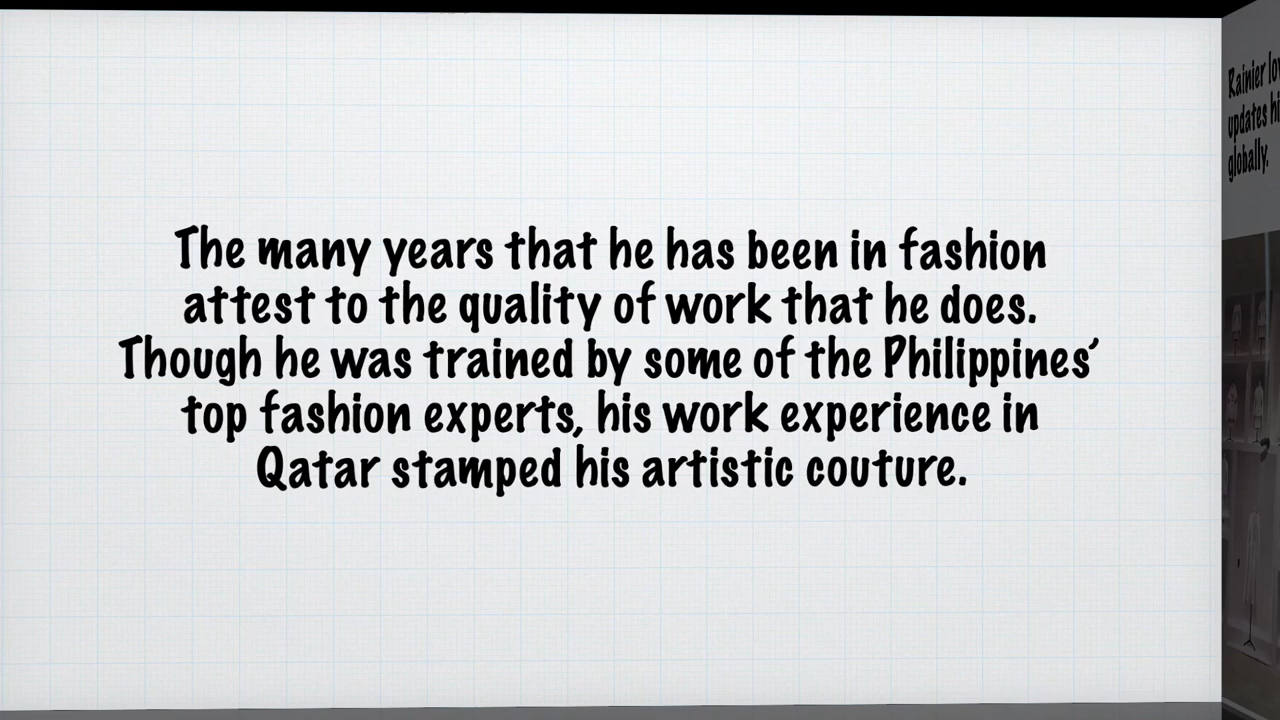 The many years that he has been in fashion
attest to the quality of work that he does.
Though he was trained by some of the Philippines’
top fashion experts, his work experience in
Qatar stamped his artistic couture.
Rainier
updates
globally.